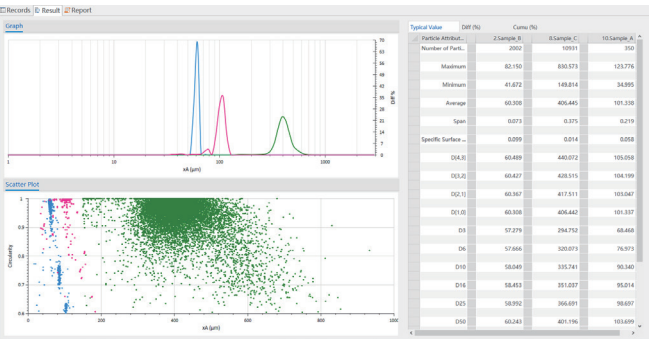 Records Result Report
Graph
70
63
56
49
42
35
28
21
14
7
0
Diff %
1 10 100 1000
xA (µm)
Scatter Plot
1
0.9
0.8
0.7
0.6
Circularity
0 200 400 600 800 1000
xA (µm)
Typical Value Diff (%) Cumu (%)
Particle Attribut... 2.Sample_B 8.Sample_C 10.Sample_A
Number of Parti... 2002 10931 350
Maximum 82.150 830.573 123.776
Minimum 41.672 149.814 34.995
Average 60.308 406.445 101.338
Span 0.073 0.375 0.219
Specific Surface ... 0.099 0.014 0.058
D[4,3] 60.489 440.072 105.058
D[3,2] 60.427 428.515 104.199
D[2,1] 60.367 417.511 103.047
D[1,0] 60.308 406.442 101.337
D3 57.279 294.752 68.468
D6 57.666 320.073 76.973
D10 58.049 335.741 90.340
D16 58.453 351.037 95.014
D25 58.992 366.691 98.697
D50 60.243 401.196 103.699